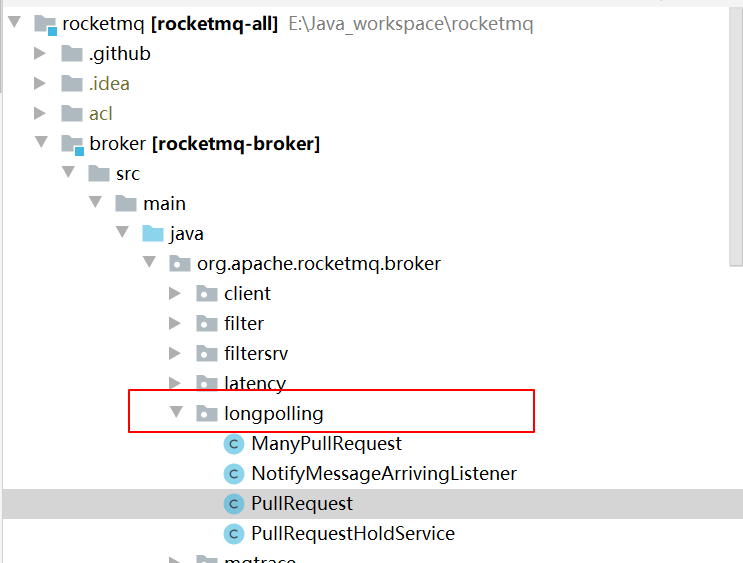 rocketmq [rocketmq-all] E:\Java_workspace\rocketmq
.github
.idea
acl
broker [rocketmq-broker]
src
main
java
org.apache.rocketmq.broker
client
filter
filtersrv
latency
longpolling
C ManyPullRequest
C NotifyMessageArrivingListener
C PullRequest
C PullRequestHoldService
mqtrace